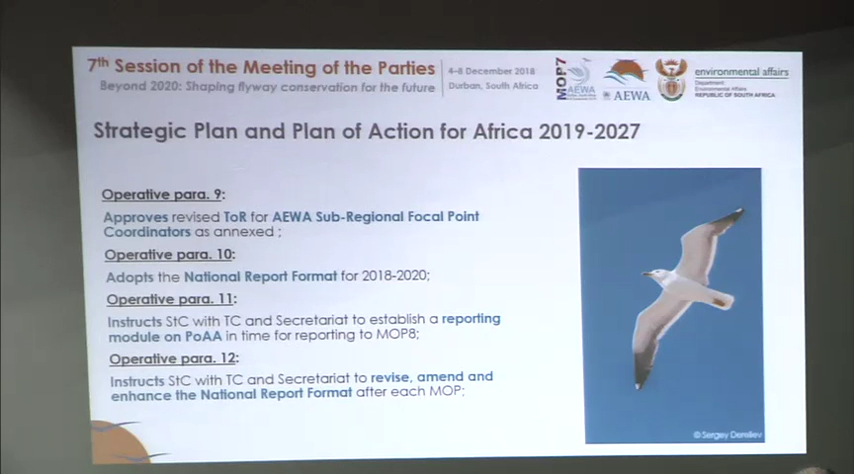 7th Session of the Meeting of the Parties
Beyond 2020: Shaping flyway conservation for the future
4-8 December 2018
Durban, South Africa
MOP7
AEWA
AEWA
environmental affairs
Department:
Environmental Affairs
REPUBLIC OF SOUTH AFRICA
Strategic Plan and Plan of Action for Africa 2019-2027
Operative para. 9:
Approves revised ToR for AEWA Sub-Regional Focal Point
Coordinators as annexed ;
Operative para. 10:
Adopts the National Report Format for 2018-2020;
Operative para. 11:
Instructs StC with TC and Secretariat to establish a reporting
module on PoAA in time for reporting to MOP8;
Operative para. 12:
Instructs StC with TC and Secretariat to revise, amend and
enhance the National Report Format after each MOP;
© Sergey Dereliev